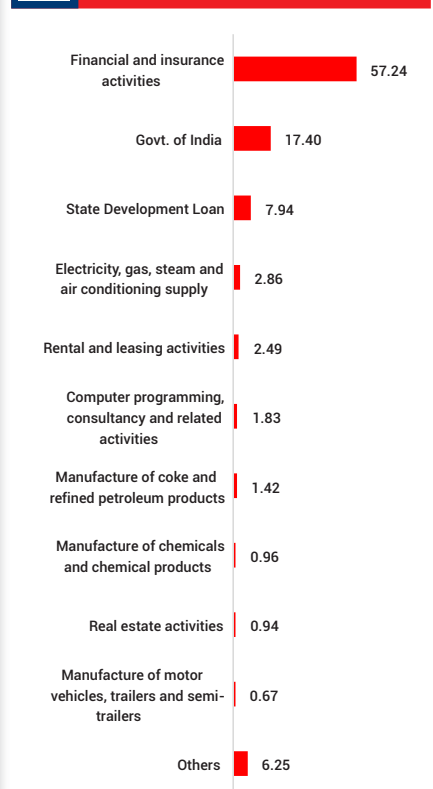 Financial and insurance
activities
57.24
Govt. of India
17.40
State Development Loan
7.94
Electricity, gas, steam and
air conditioning supply
2.86
Rental and leasing activities
2.49
Computer programming,
consultancy and related
activities
1.83
Manufacture of coke and
refined petroleum products
1.42
Manufacture of chemicals
and chemical products
0.96
Real estate activities
0.94
Manufacture of motor
vehicles, trailers and semi-
trailers
0.67
Others
6.25